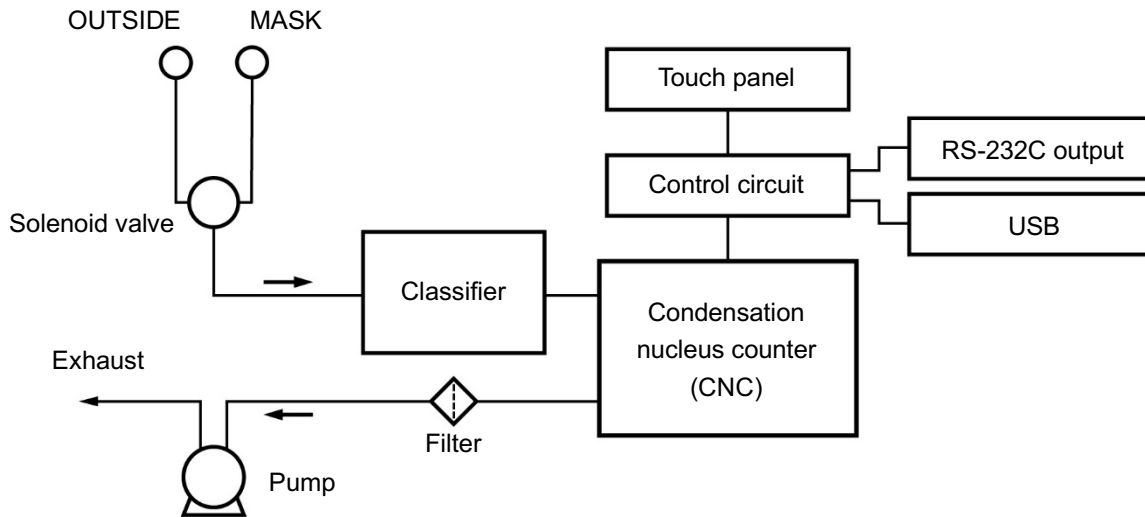 OUTSIDE
MASK
Touch panel
RS-232C output
Control circuit
USB
Solenoid valve
Classifier
Condensation
nucleus counter
(CNC)
Exhaust
Filter
Pump